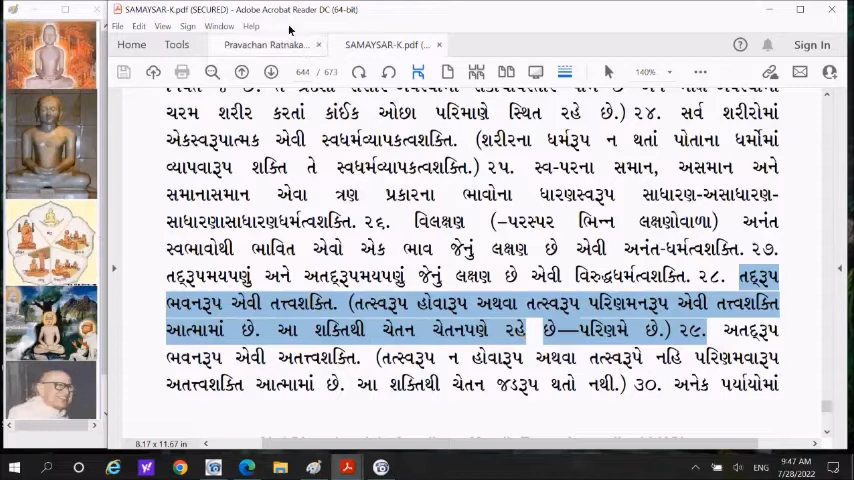 SAMAYSAR-K.pdf (SECURED) - Adobe Acrobat Reader DC (64-bit)
File Edit View Sign Window Help
Home Tools Pravachan Ratnaka... × SAMAYSAR-K.pdf (... × Sign In
644 / 673 140%
ચરમ શરીર કરતાં કાંઈક ઓછા પરિમાણે સ્થિત રહે છે.) ૨૪. સર્વ શરીરોમાં
એકસ્વરૂપાત્મક એવી સ્વધર્મવ્યાપકત્વશક્તિ. (શરીરના ધર્મરૂપ ન થતાં પોતાના ધર્મોમાં
વ્યાપવારૂપ શક્તિ તે સ્વધર્મવ્યાપકત્વશક્તિ.) ૨૫. સ્વ-પરના સમાન, અસમાન અને
સમાનાસમાન એવા ત્રણ પ્રકારના ભાવોના ધારણસ્વરૂપ સાધારણ-અસાધારણ-
સાધારણાસાધારણધર્મત્વશક્તિ. ૨૬. વિલક્ષણ (–પરસ્પર ભિન્ન લક્ષણોવાળા) અનંત
સ્વભાવોથી ભાવિત એવો એક ભાવ જેનું લક્ષણ છે એવી અનંત-ધર્મત્વશક્તિ. ૨૭.
તદ્રૂપમયપણું અને અતદ્રૂપમયપણું જેનું લક્ષણ છે એવી વિરુદ્ધધર્મત્વશક્તિ. ૨૮. તદ્રૂપ
ભવનરૂપ એવી તત્ત્વશક્તિ. (તત્સ્વરૂપ હોવારૂપ અથવા તત્સ્વરૂપ પરિણમનરૂપ એવી તત્ત્વશક્તિ
આત્મામાં છે. આ શક્તિથી ચેતન ચેતનપણે રહે છે—પરિણમે છે.) ૨૯. અતદ્રૂપ
ભવનરૂપ એવી અતત્ત્વશક્તિ. (તત્સ્વરૂપ ન હોવારૂપ અથવા તત્સ્વરૂપે નહિ પરિણમવારૂપ
અતત્ત્વશક્તિ આત્મામાં છે. આ શક્તિથી ચેતન જડરૂપ થતો નથી.) ૩૦. અનેક પર્યાયોમાં
8.17 x 11.67 in
ENG 9:47 AM
7/28/2022